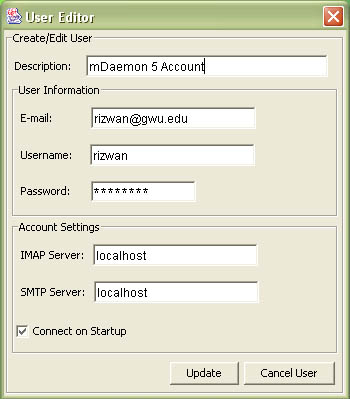 User Editor
Create/Edit User
Description: mDaemon 5 Account
User Information
E-mail: rizwan@gwu.edu
Username: rizwan
Password: ********
Account Settings
IMAP Server: localhost
SMTP Server: localhost
Connect on Startup
Update Cancel User